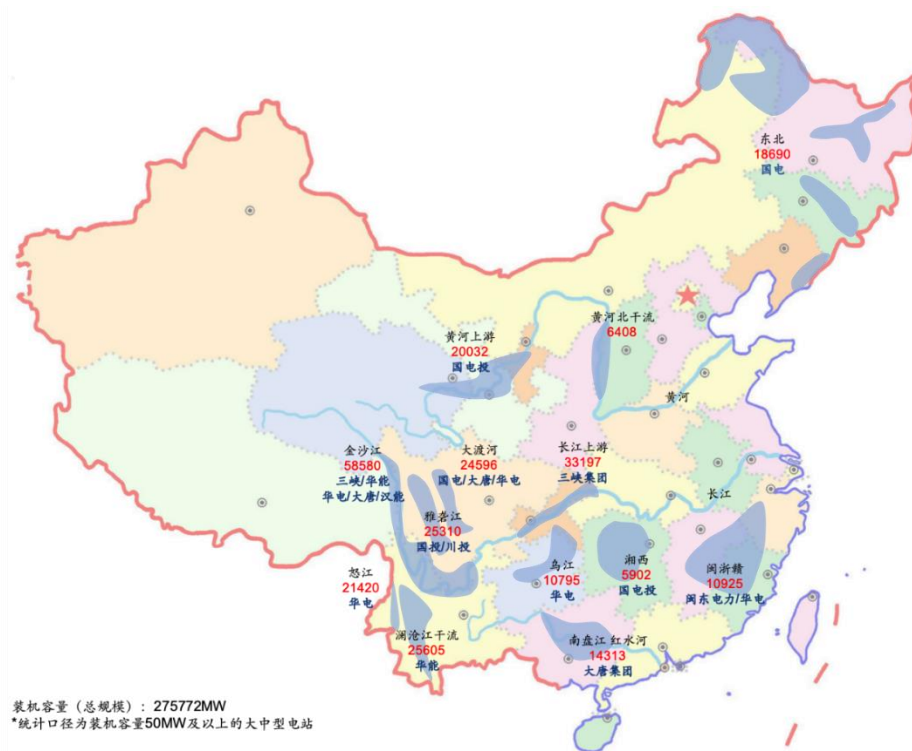 东北
18690
国电
黄河北干流
6408
黄河上游
20032
国电投
黄河
金沙江
58580
三峡/华能
华电/大唐/汉能
大渡河
24596
国电/大唐/华电
长江上游
33197
三峡集团
长江
雅砻江
25310
国投/川投
怒江
21420
华电
乌江
10795
华电
湘西
5902
国电投
闽浙赣
10925
闽东电力/华电
澜沧江干流
25605
华能
南盘江 红水河
14313
大唐集团
装机容量（总规模）：275772MW
*统计口径为装机容量50MW及以上的大中型电站